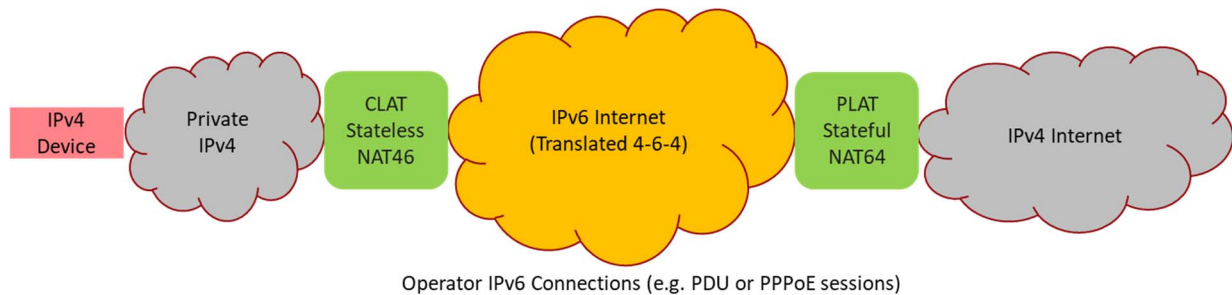 IPv4
Device
Private
IPv4
CLAT
Stateless
NAT46
IPv6 Internet
(Translated 4-6-4)
PLAT
Stateful
NAT64
IPv4 Internet
Operator IPv6 Connections (e.g. PDU or PPPoE sessions)